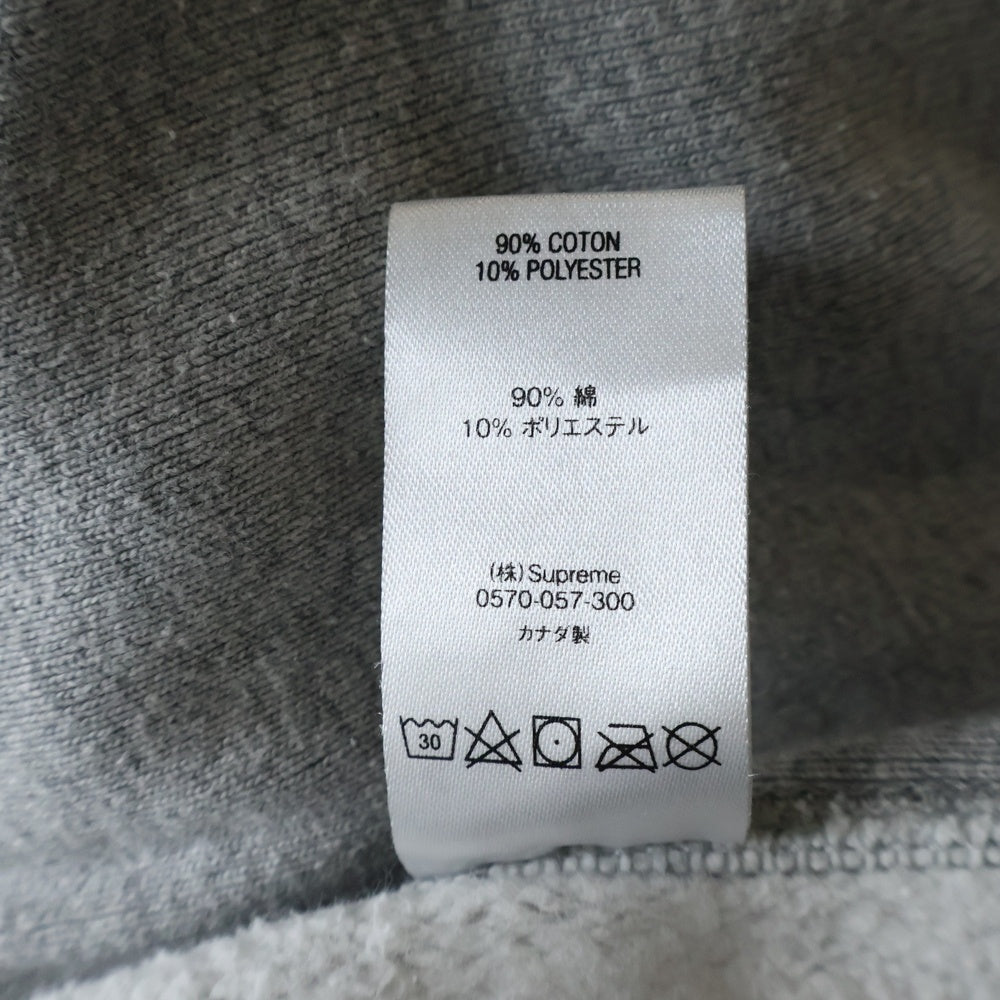 90% COTON
10% POLYESTER
90% 綿
10% ポリエステル
(株)Supreme
0570-057-300
カナダ製
30